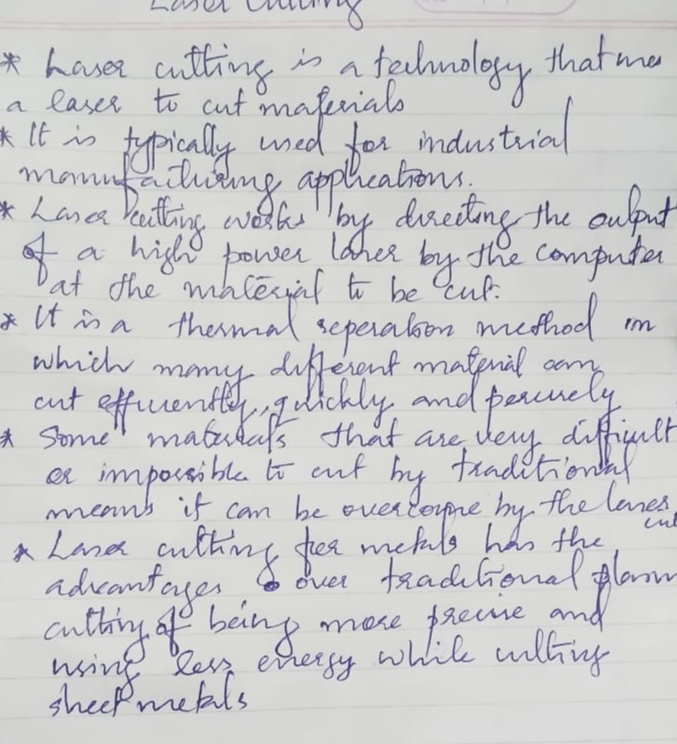 Laser Cutting
* Laser cutting is a technology that uses
a laser to cut materials
* It is typically used for industrial
manufacturing applications.
* Laser cutting works by directing the output
of a high power laser by the computer
at the material to be cut.
* It is a thermal seperation method in
which many different material can
cut efficiently, quickly and percisely
* Some materials that are very difficult
or impossible to cut by traditional
means it can be overcome by the laser
cut
* Laser cutting for metals has the
advantages over traditional plasm
cutting of being more precise and
using less energy while cutting
sheet metals